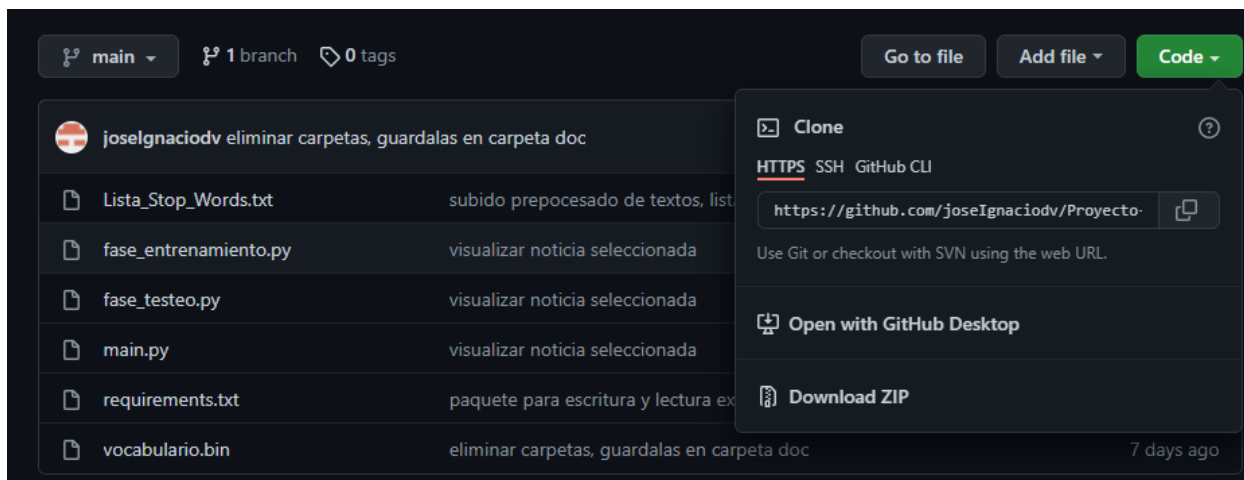 main 1 branch 0 tags Go to file Add file Code
joseIgnaciodv eliminar carpetas, guardalas en carpeta doc
Clone
HTTPS SSH GitHub CLI
Lista_Stop_Words.txt subido prepocesado de textos, list
https://github.com/joseIgnaciodv/Proyecto-
fase_entrenamiento.py visualizar noticia seleccionada
Use Git or checkout with SVN using the web URL.
fase_testeo.py visualizar noticia seleccionada
Open with GitHub Desktop
main.py visualizar noticia seleccionada
requirements.txt paquete para escritura y lectura ex
Download ZIP
vocabulario.bin eliminar carpetas, guardalas en carpeta doc 7 days ago